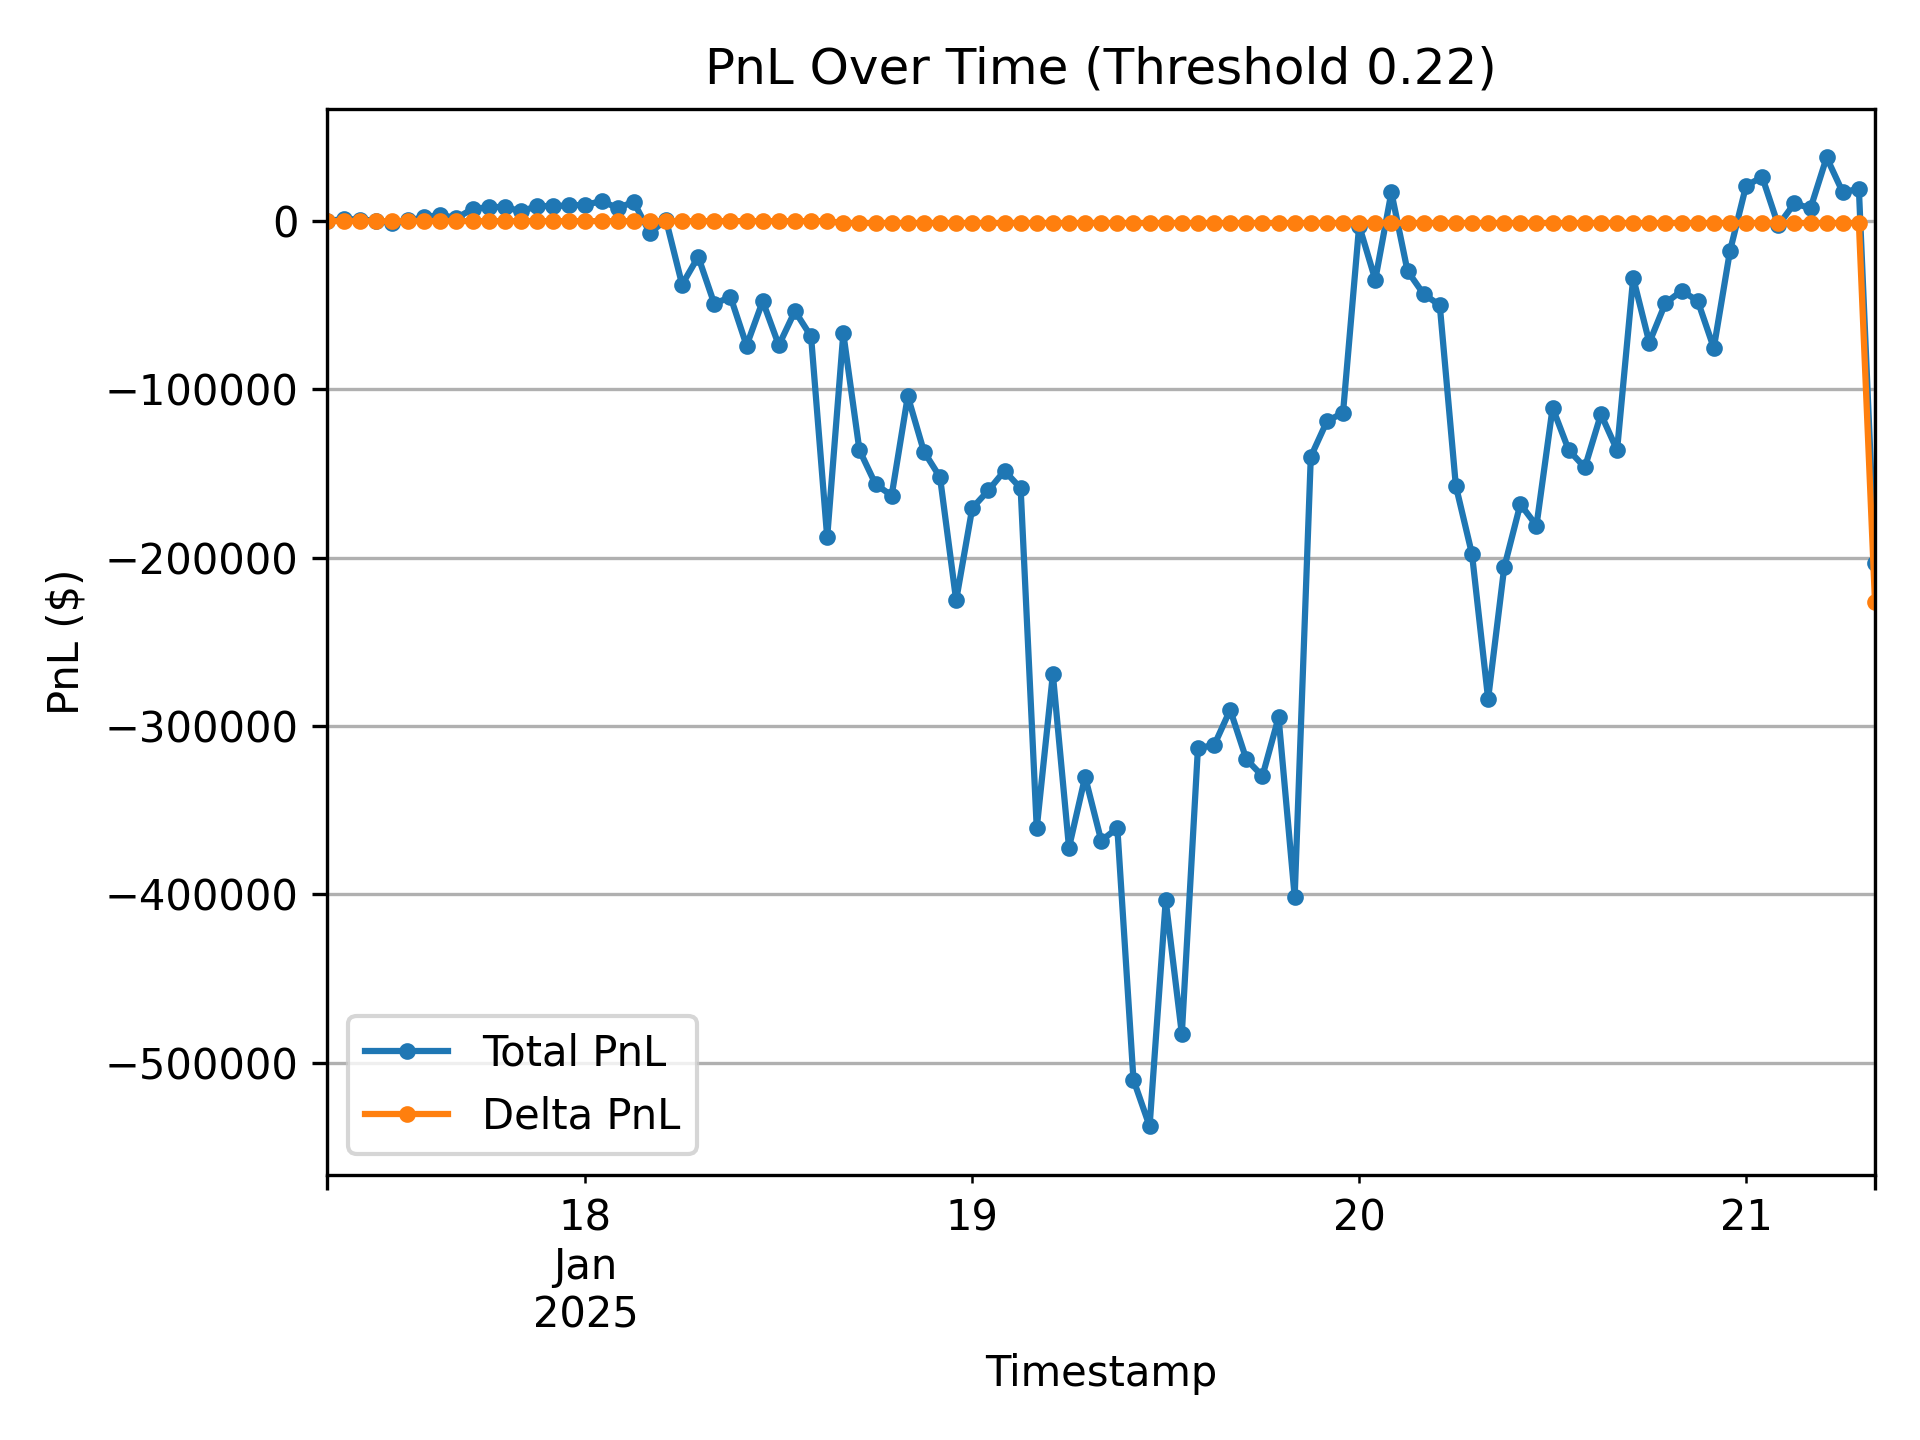 PnL Over Time (Threshold 0.22)
PnL ($)
0
−100000
−200000
−300000
−400000
−500000
Total PnL
Delta PnL
18
Jan
2025
19
20
21
Timestamp